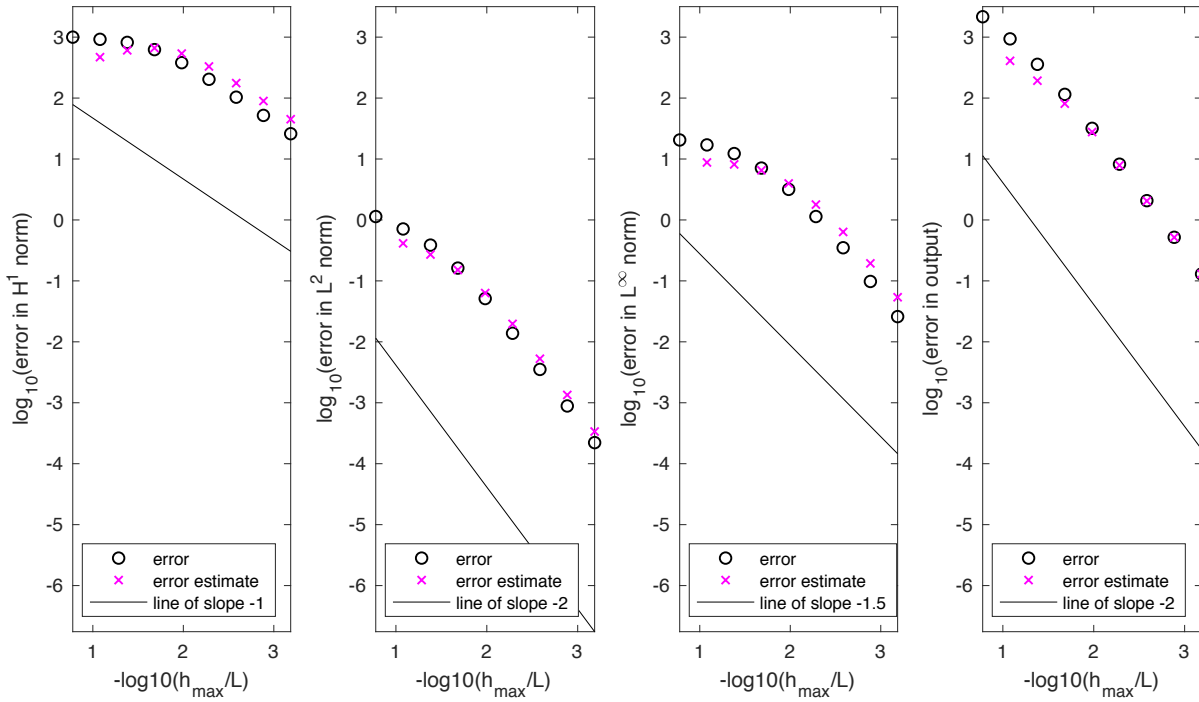 3
2
1
0
-1
-2
-3
-4
-5
-6
log10(error in H1 norm)
error
error estimate
line of slope -1
1
2
3
-log10(hmax/L)
3
2
1
0
-1
-2
-3
-4
-5
-6
log10(error in L2 norm)
error
error estimate
line of slope -2
1
2
3
-log10(hmax/L)
3
2
1
0
-1
-2
-3
-4
-5
-6
log10(error in L∞ norm)
error
error estimate
line of slope -1.5
1
2
3
-log10(hmax/L)
3
2
1
0
-1
-2
-3
-4
-5
-6
log10(error in output)
error
error estimate
line of slope -2
1
2
3
-log10(hmax/L)